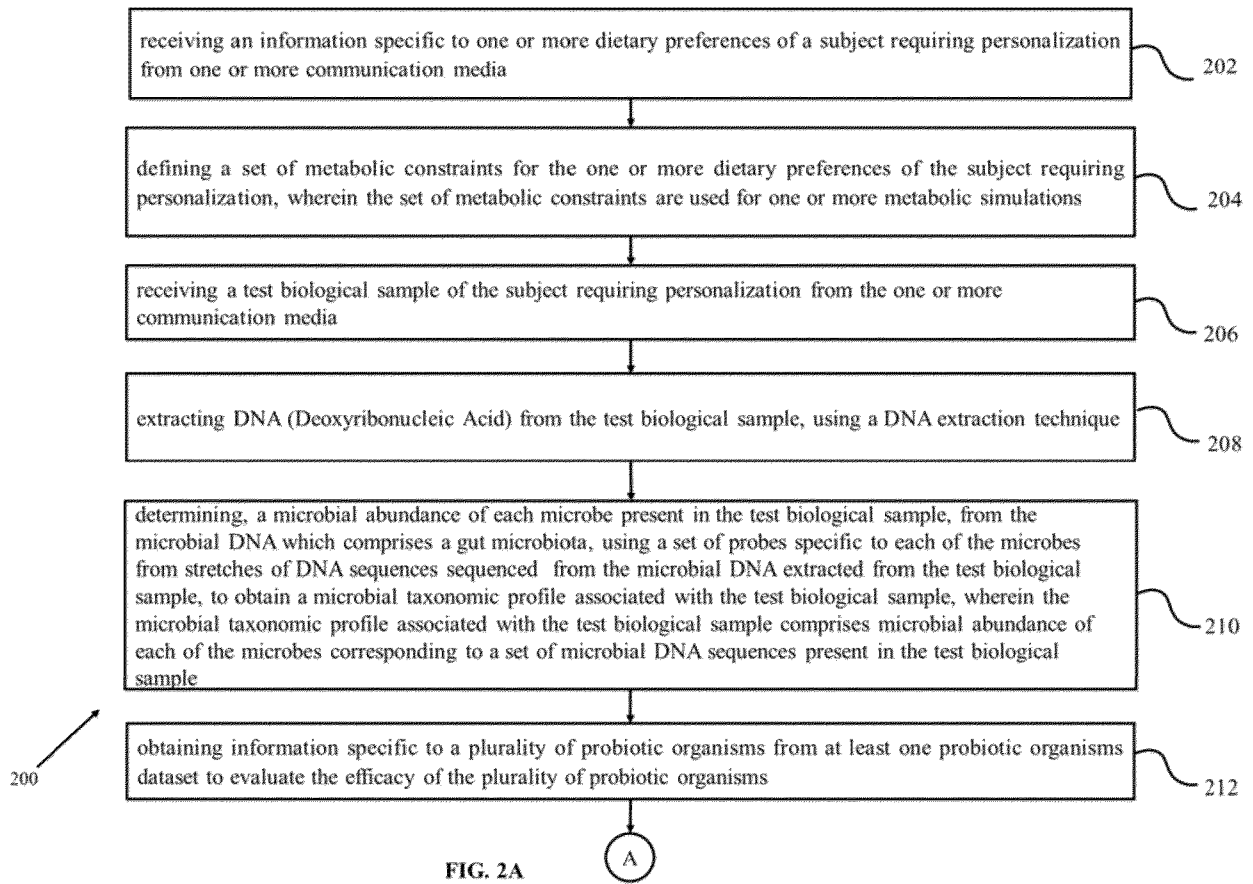 receiving an information specific to one or more dietary preferences of a subject requiring personalization
from one or more communication media
202
defining a set of metabolic constraints for the one or more dietary preferences of the subject requiring
personalization, wherein the set of metabolic constraints are used for one or more metabolic simulations
204
receiving a test biological sample of the subject requiring personalization from the one or more
communication media
206
extracting DNA (Deoxyribonucleic Acid) from the test biological sample, using a DNA extraction technique
208
determining, a microbial abundance of each microbe present in the test biological sample, from the
microbial DNA which comprises a gut microbiota, using a set of probes specific to each of the microbes
from stretches of DNA sequences sequenced from the microbial DNA extracted from the test biological
sample, to obtain a microbial taxonomic profile associated with the test biological sample, wherein the
microbial taxonomic profile associated with the test biological sample comprises microbial abundance of
each of the microbes corresponding to a set of microbial DNA sequences present in the test biological
sample
210
obtaining information specific to a plurality of probiotic organisms from at least one probiotic organisms
dataset to evaluate the efficacy of the plurality of probiotic organisms
212
200
A
FIG. 2A